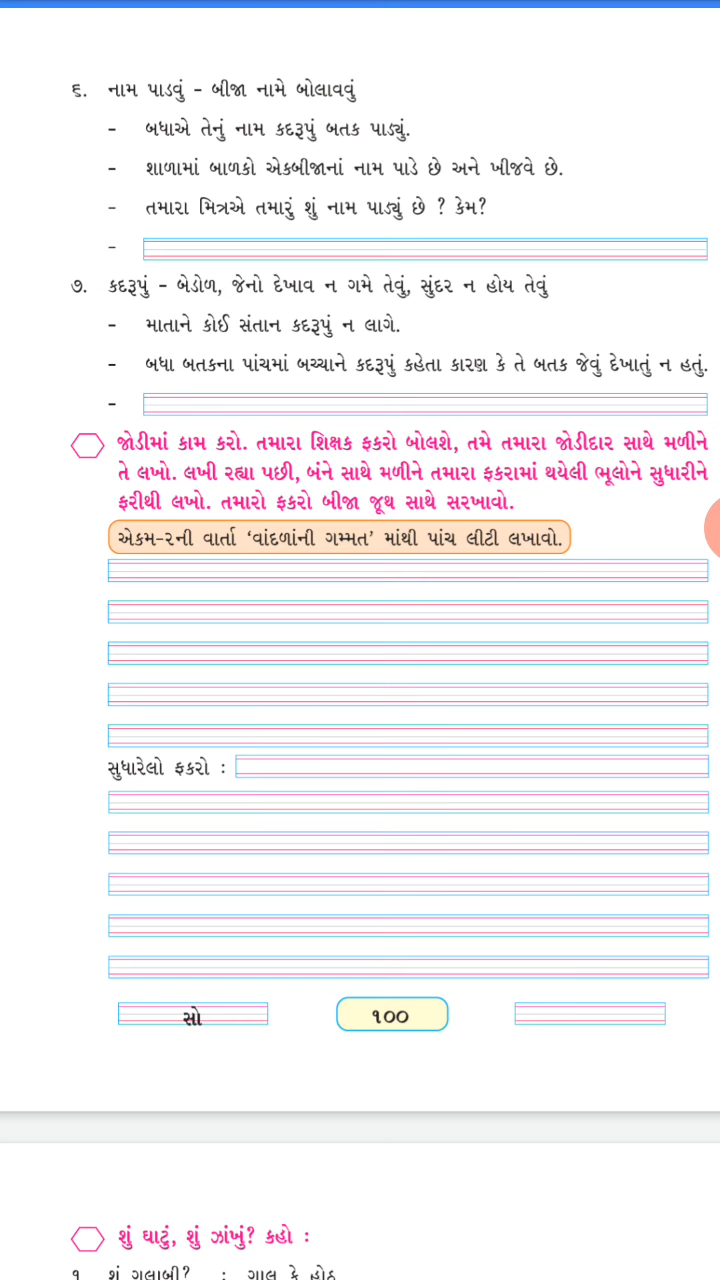 ૬. નામ પાડવું - બીજા નામે બોલાવવું
- બધાએ તેનું નામ કદરૂપું બતક પાડ્યું.
- શાળામાં બાળકો એકબીજાનાં નામ પાડે છે અને ખીજવે છે.
- તમારા મિત્રએ તમારું શું નામ પાડ્યું છે ? કેમ?
-
૭. કદરૂપું - બેડોળ, જેનો દેખાવ ન ગમે તેવું, સુંદર ન હોય તેવું
- માતાને કોઈ સંતાન કદરૂપું ન લાગે.
- બધા બતકના પાંચમાં બચ્ચાને કદરૂપું કહેતા કારણ કે તે બતક જેવું દેખાતું ન હતું.
-
જોડીમાં કામ કરો. તમારા શિક્ષક ફકરો બોલશે, તમે તમારા જોડીદાર સાથે મળીને
તે લખો. લખી રહ્યા પછી, બંને સાથે મળીને તમારા ફકરામાં થયેલી ભૂલોને સુધારીને
ફરીથી લખો. તમારો ફકરો બીજા જૂથ સાથે સરખાવો.
એકમ-૨ની વાર્તા ‘વાંદળાંની ગમ્મત’ માંથી પાંચ લીટી લખાવો.
સુધારેલો ફકરો :
સો ૧૦૦
શું ઘાટું, શું ઝાંખું? કહો :
૧ શું ગુલાબી? : ગાલ કે હોઠ